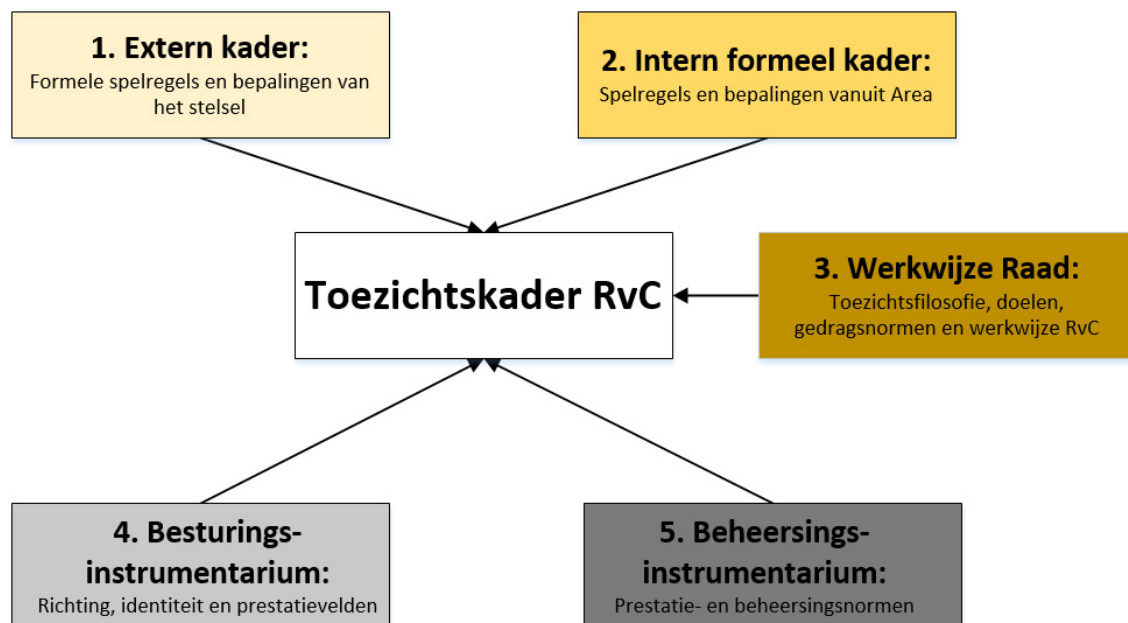 1. Extern kader:
Formele spelregels en bepalingen van
het stelsel
2. Intern formeel kader:
Spelregels en bepalingen vanuit Area
Toezichtskader RvC
3. Werkwijze Raad:
Toezichtsfilosofie, doelen,
gedragsnormen en werkwijze RvC
4. Besturings-
instrumentarium:
Richting, identiteit en prestatievelden
5. Beheersings-
instrumentarium:
Prestatie- en beheersingsnormen